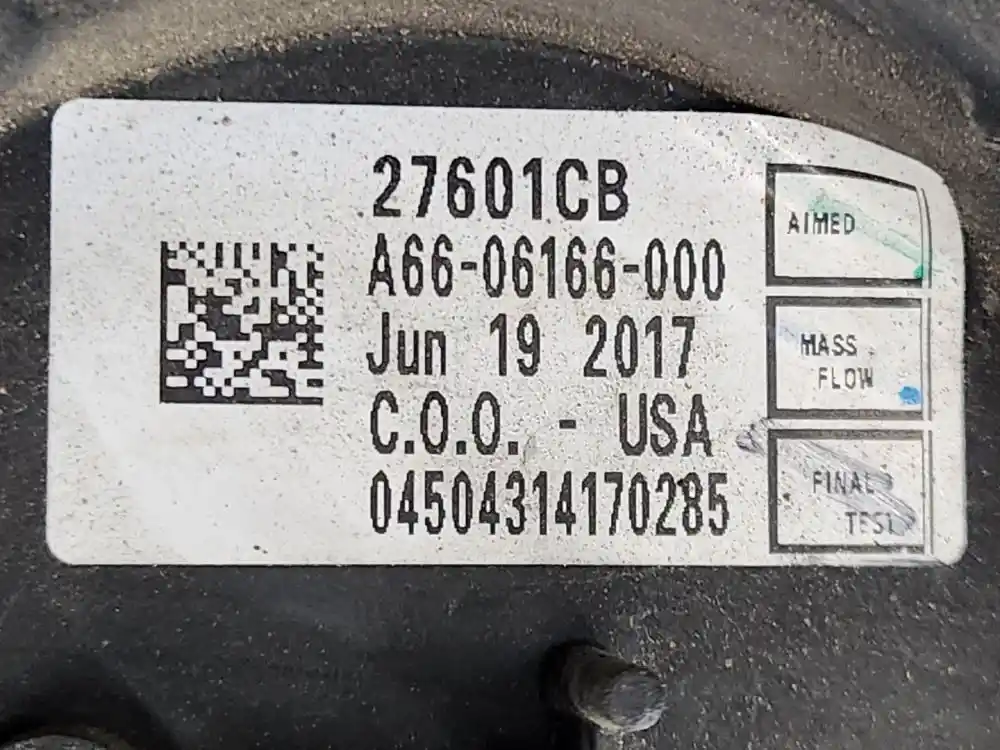 27601CB
A66-06166-000
Jun 19 2017
C.O.O. - USA
04504314170285
AIMED
MASS
FLOW
FINAL
TEST